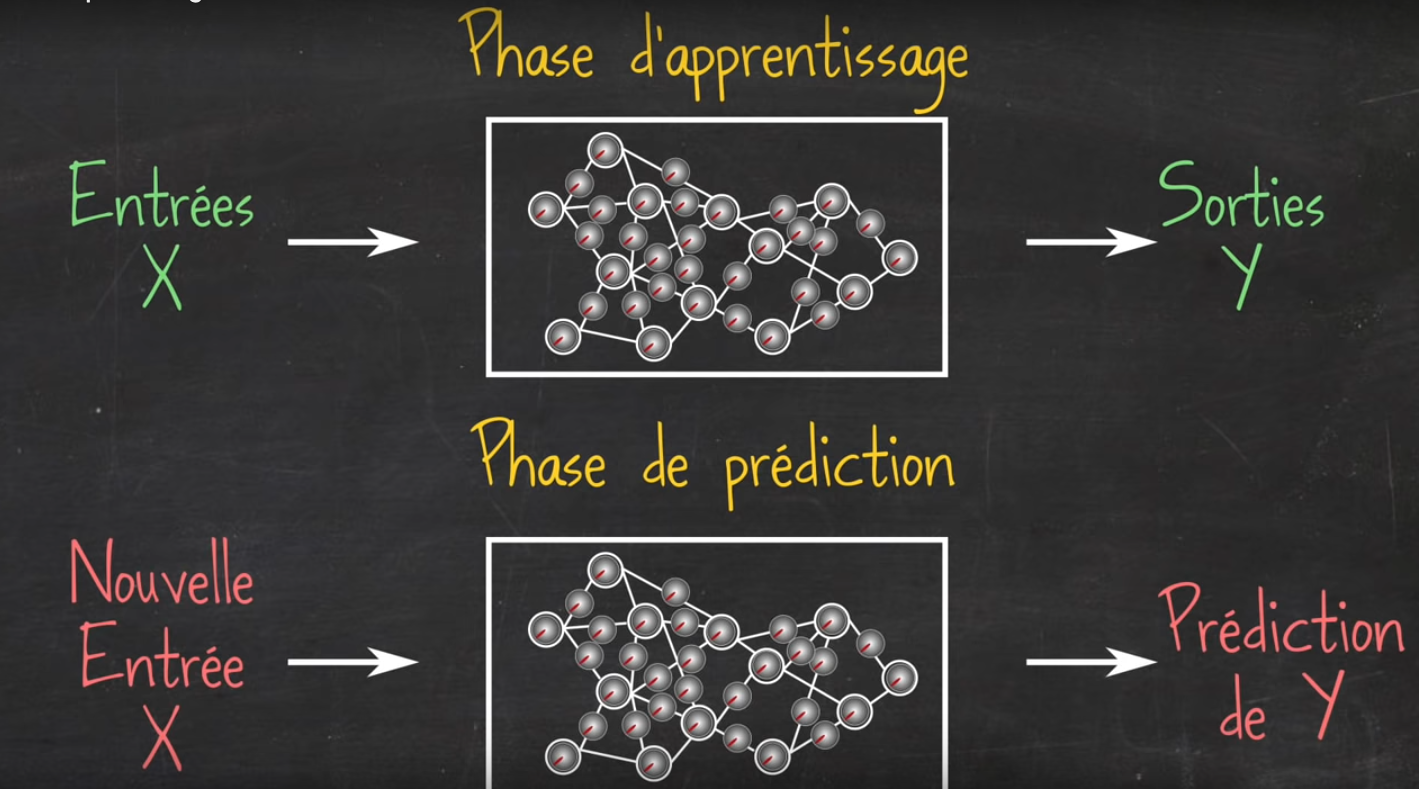 Phase d'apprentissage
Entrées
X
Sorties
Y
Phase de prédiction
Nouvelle
Entrée
X
Prédiction
de Y